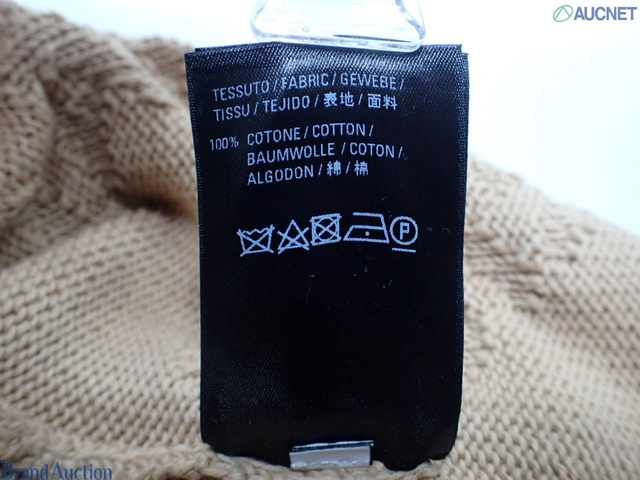 AUCNET
TESSUTO / FABRIC / GEWEBE /
TISSU / TEJIDO / 表地 / 面料
100% COTONE / COTTON /
BAUMWOLLE / COTON /
ALGODON / 綿 / 棉
P
Brand Auction